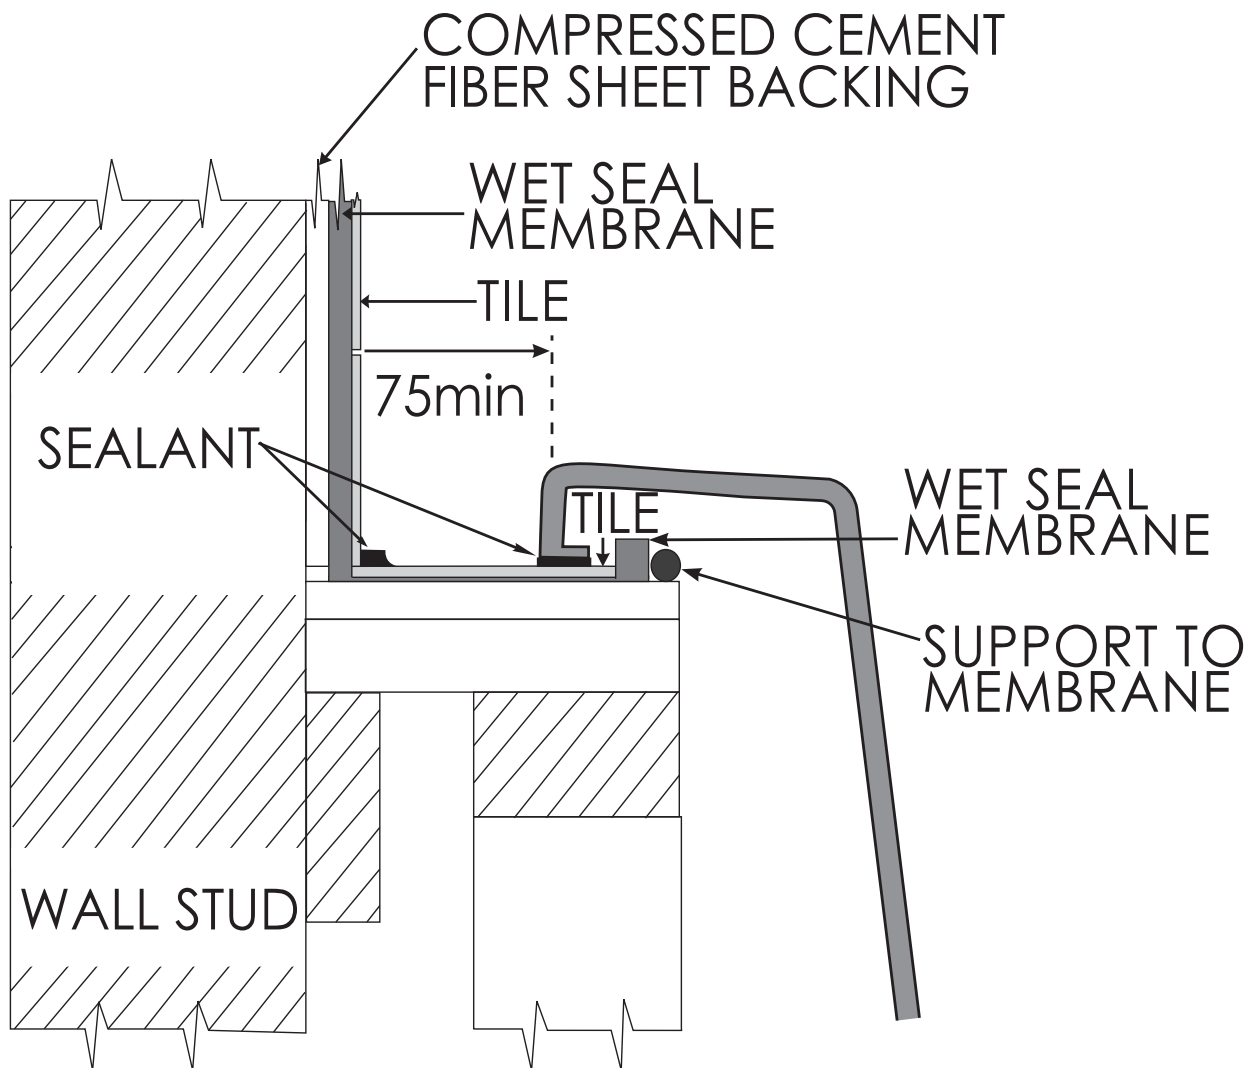 COMPRESSED CEMENT
FIBER SHEET BACKING
WET SEAL
MEMBRANE
TILE
75min
SEALANT
TILE
WET SEAL
MEMBRANE
SUPPORT TO
MEMBRANE
WALL STUD